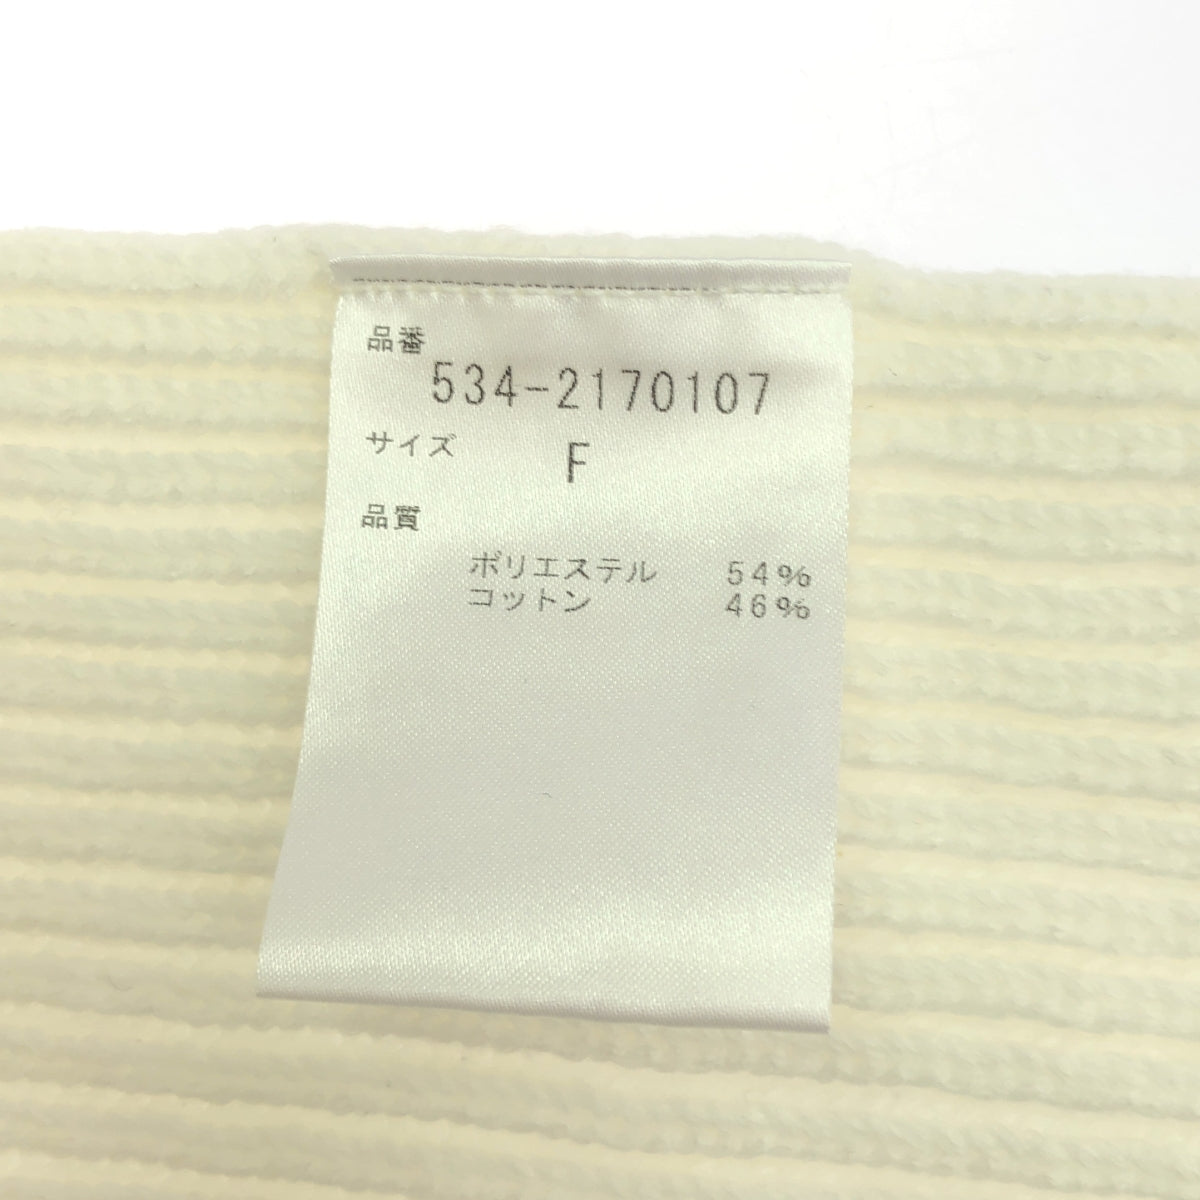 品番
534-2170107
サイズ F
品質
ポリエステル 54%
コットン 46%